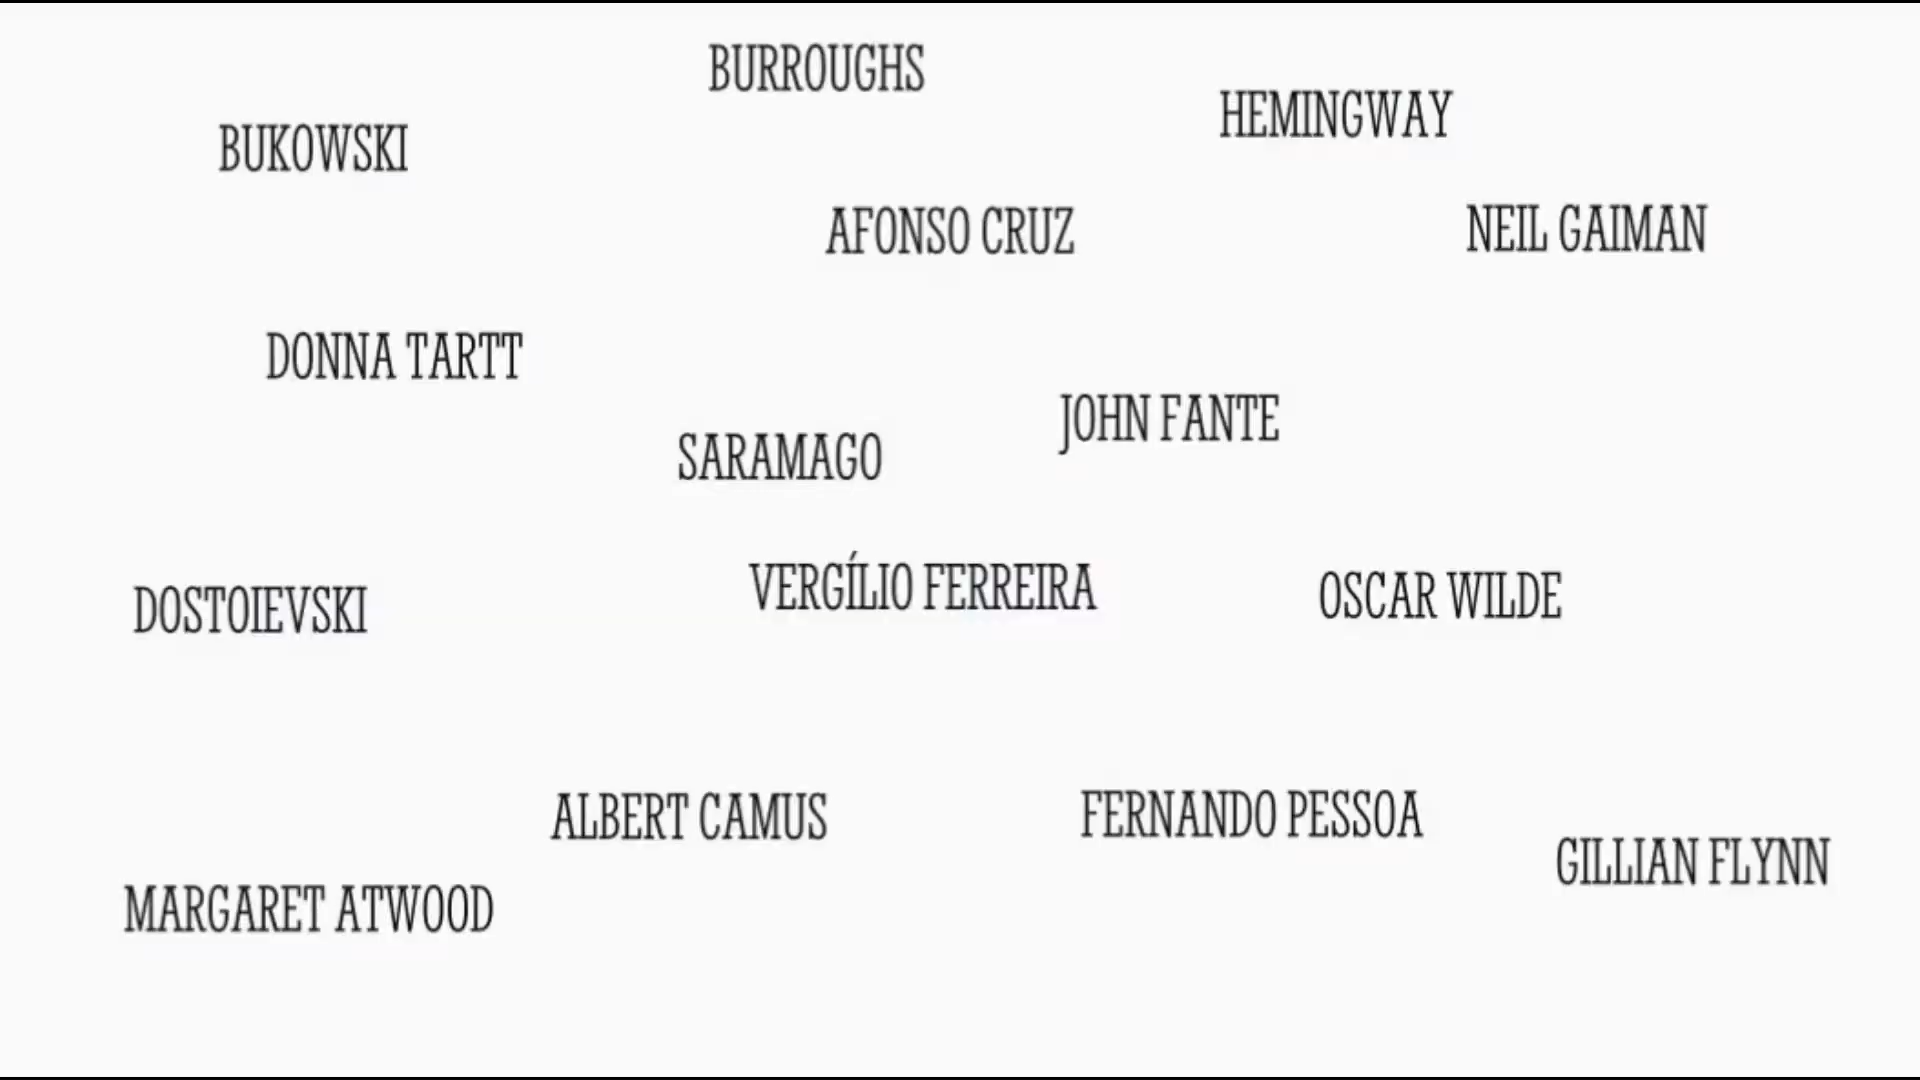 BURROUGHS
HEMINGWAY
BUKOWSKI
AFONSO CRUZ
NEIL GAIMAN
DONNA TARTT
JOHN FANTE
SARAMAGO
VERGÍLIO FERREIRA
OSCAR WILDE
DOSTOIEVSKI
ALBERT CAMUS
FERNANDO PESSOA
GILLIAN FLYNN
MARGARET ATWOOD